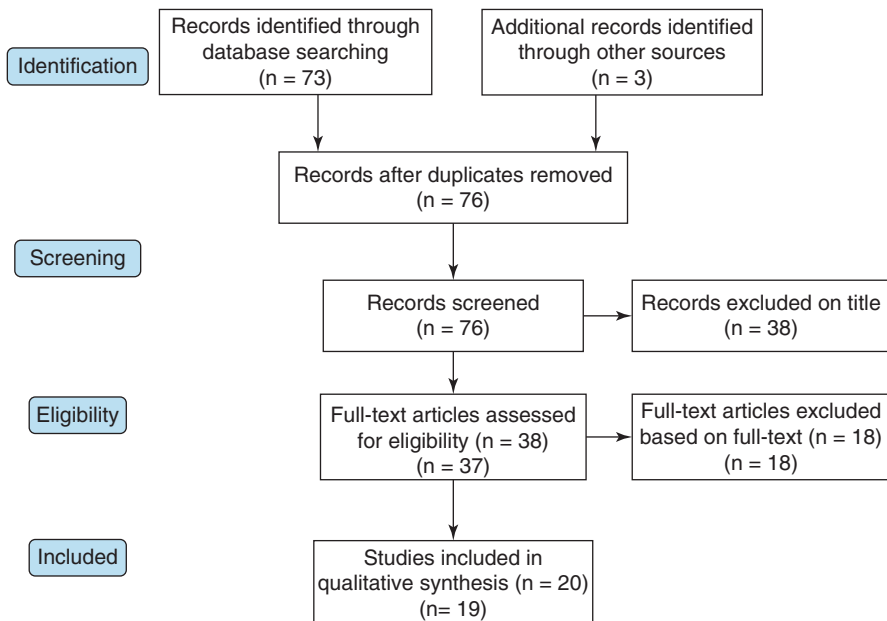 Identification
Records identified through
database searching
(n = 73)
Additional records identified
through other sources
(n = 3)
Records after duplicates removed
(n = 76)
Screening
Records screened
(n = 76)
Records excluded on title
(n = 38)
Eligibility
Full-text articles assessed
for eligibility (n = 38)
(n = 37)
Full-text articles excluded
based on full-text (n = 18)
(n = 18)
Included
Studies included in
qualitative synthesis (n = 20)
(n= 19)